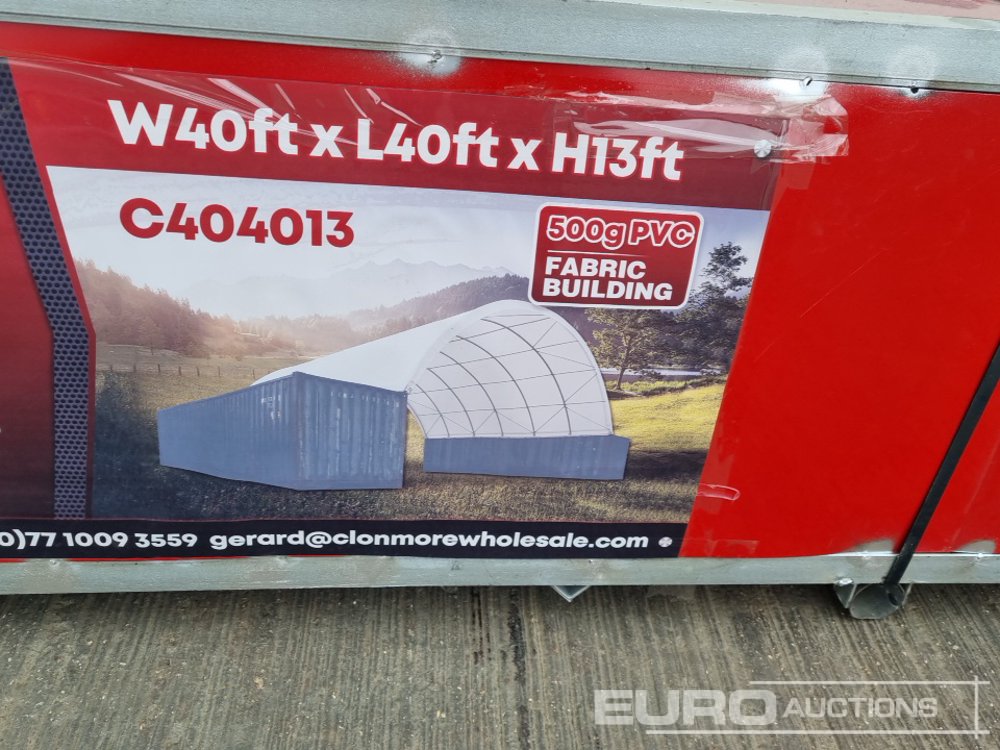 W40ft x L40ft x H13ft
C404013
500g PVC
FABRIC
BUILDING
0)77 1009 3559 gerard@clonmorewholesale.com
EURO AUCTIONS